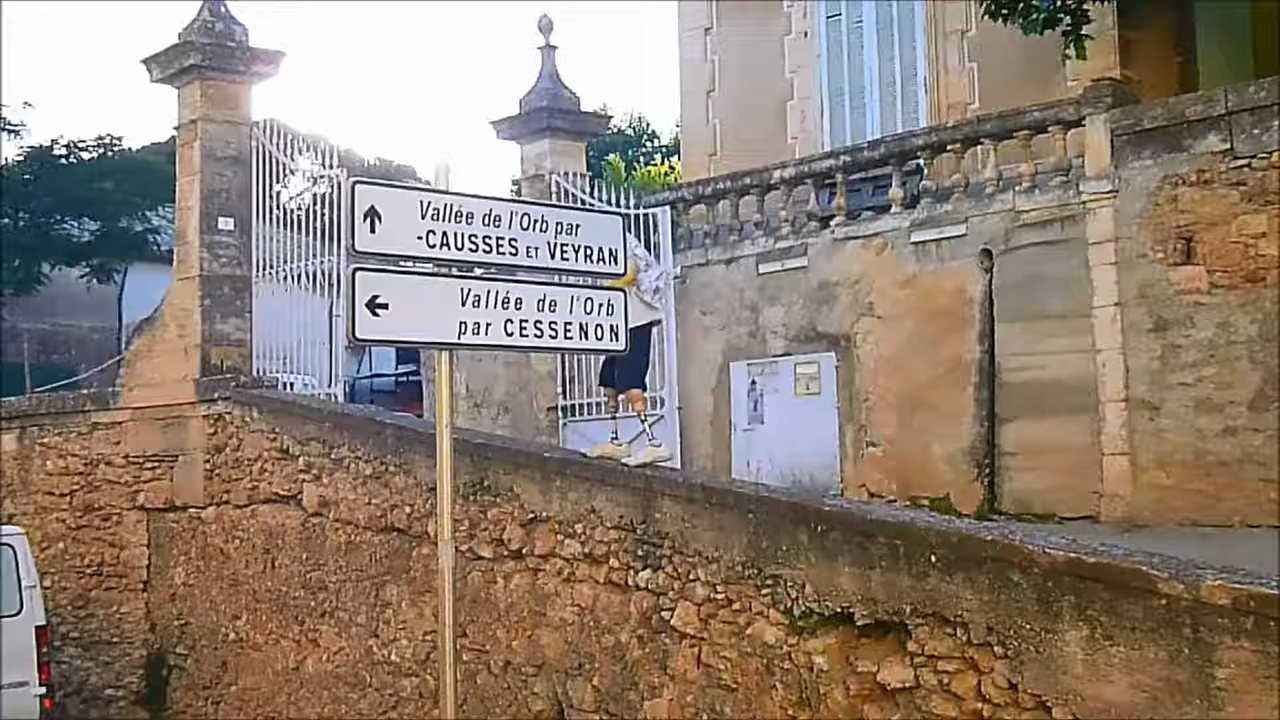 Vallée de l'Orb par
-CAUSSES ET VEYRAN
Vallée de l'Orb
par CESSENON